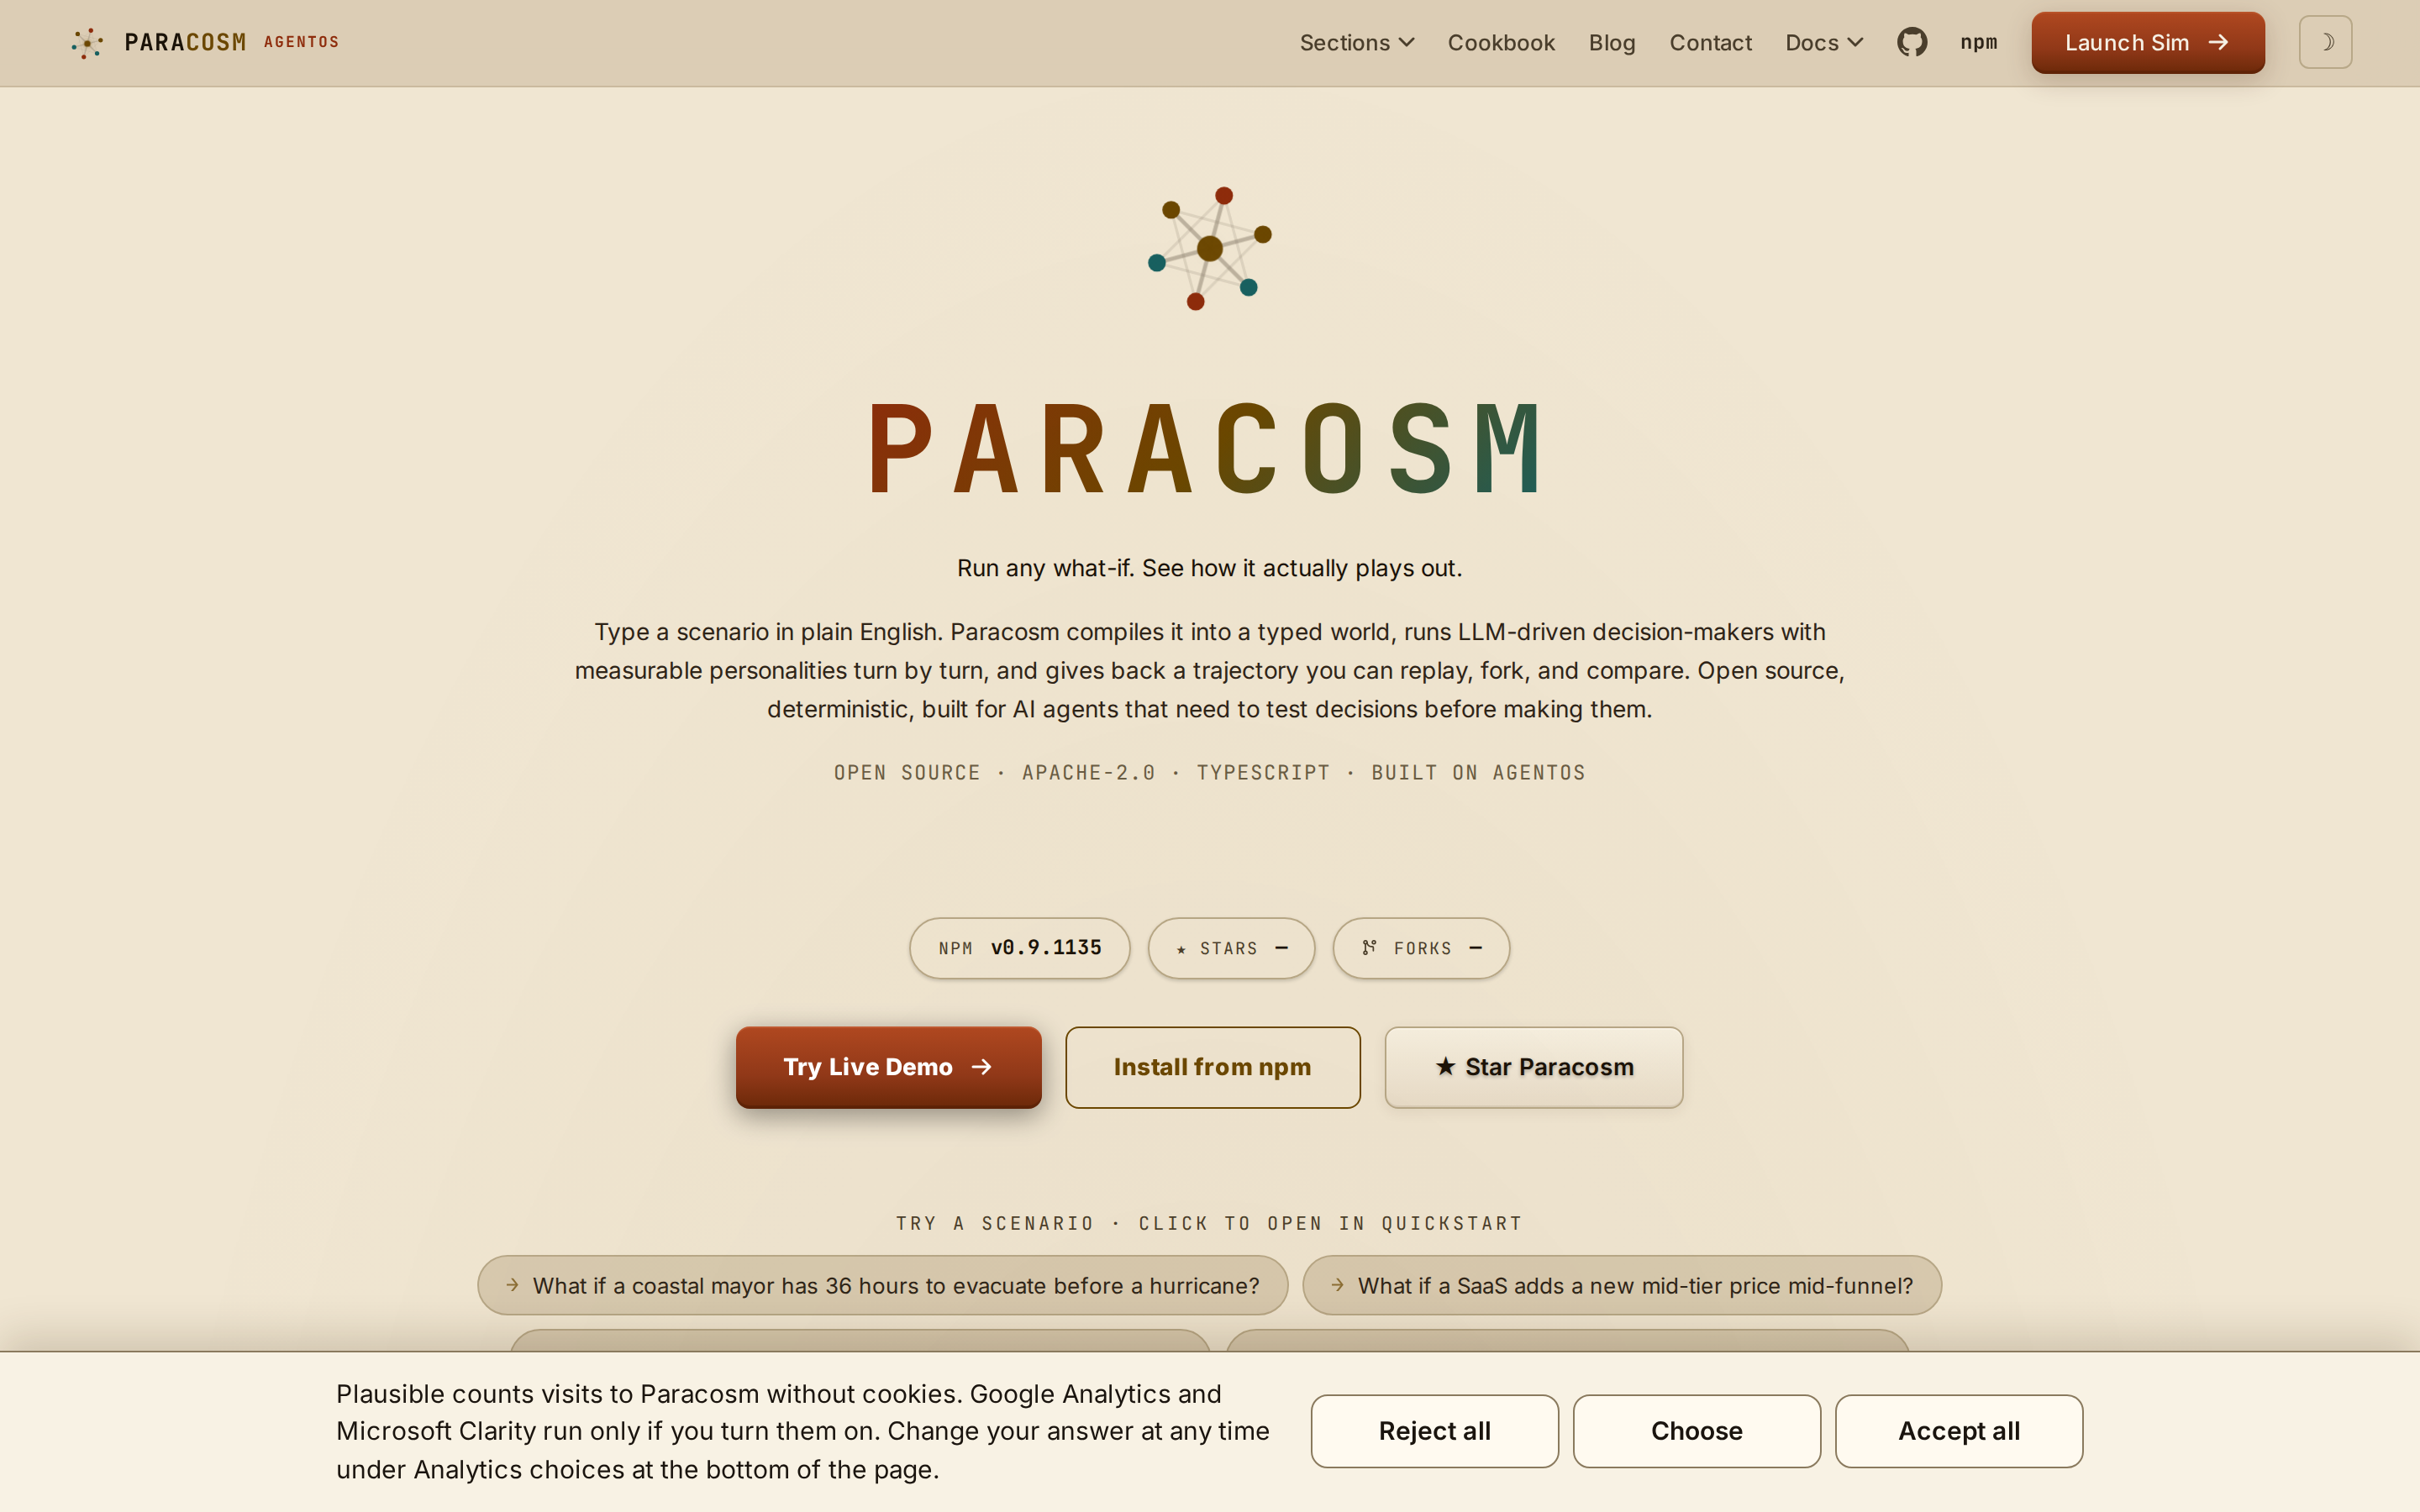 PARACOSM AGENTOS
Sections Cookbook Blog Contact Docs npm Launch Sim →
PARACOSM
Run any what-if. See how it actually plays out.
Type a scenario in plain English. Paracosm compiles it into a typed world, runs LLM-driven decision-makers with
measurable personalities turn by turn, and gives back a trajectory you can replay, fork, and compare. Open source,
deterministic, built for AI agents that need to test decisions before making them.
OPEN SOURCE · APACHE-2.0 · TYPESCRIPT · BUILT ON AGENTOS
NPM v0.9.1135 ★ STARS – FORKS –
Try Live Demo → Install from npm ★ Star Paracosm
TRY A SCENARIO · CLICK TO OPEN IN QUICKSTART
→ What if a coastal mayor has 36 hours to evacuate before a hurricane? → What if a SaaS adds a new mid-tier price mid-funnel?
Plausible counts visits to Paracosm without cookies. Google Analytics and
Microsoft Clarity run only if you turn them on. Change your answer at any time
under Analytics choices at the bottom of the page.
Reject all Choose Accept all